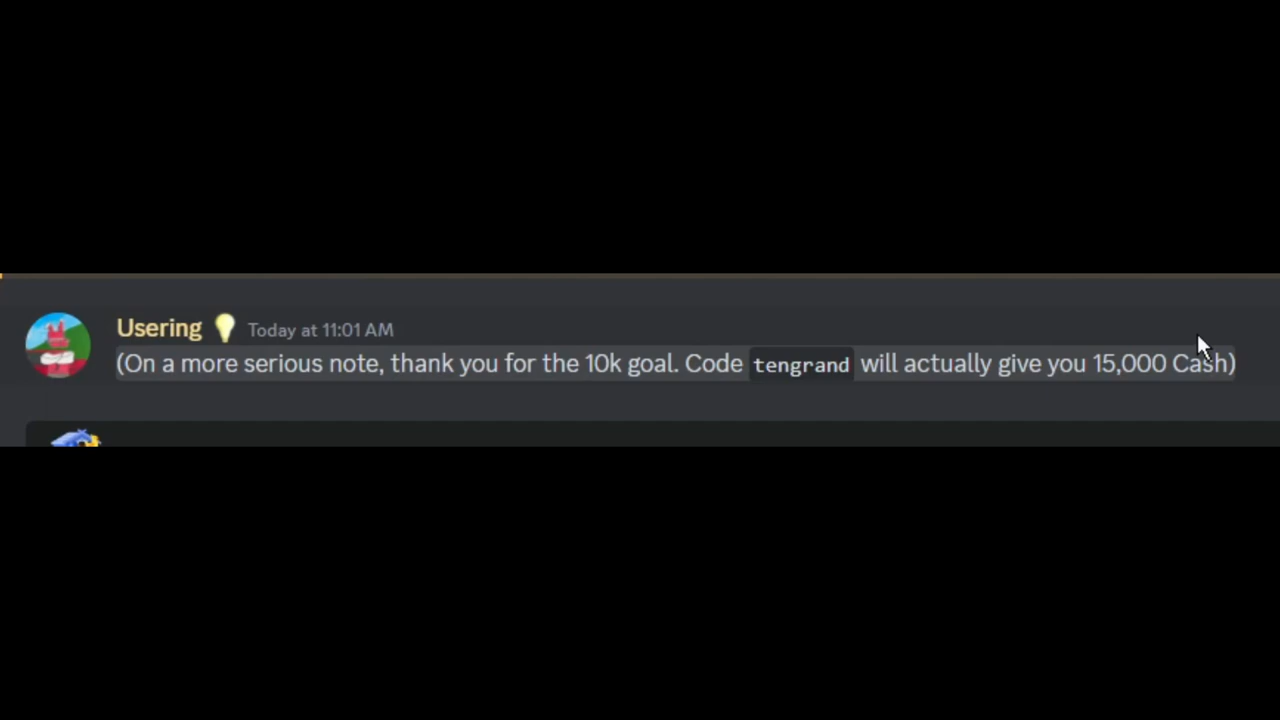 Usering Today at 11:01 AM
(On a more serious note, thank you for the 10k goal. Code tengrand will actually give you 15,000 Cash)